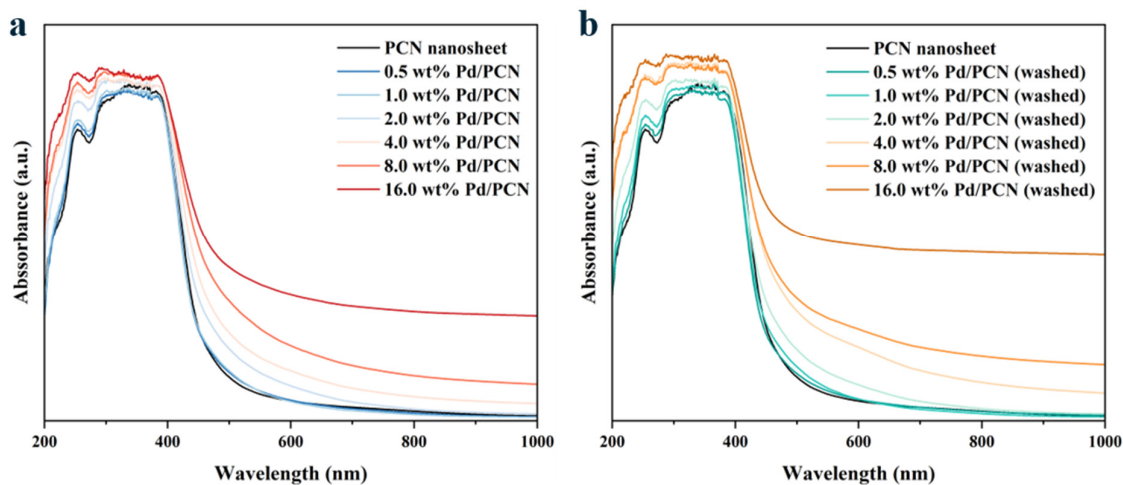 a
PCN nanosheet
0.5 wt% Pd/PCN
1.0 wt% Pd/PCN
2.0 wt% Pd/PCN
4.0 wt% Pd/PCN
8.0 wt% Pd/PCN
16.0 wt% Pd/PCN
Abssorbance (a.u.)
200
400
600
800
1000
Wavelength (nm)
b
PCN nanosheet
0.5 wt% Pd/PCN (washed)
1.0 wt% Pd/PCN (washed)
2.0 wt% Pd/PCN (washed)
4.0 wt% Pd/PCN (washed)
8.0 wt% Pd/PCN (washed)
16.0 wt% Pd/PCN (washed)
Abssorbance (a.u.)
200
400
600
800
1000
Wavelength (nm)